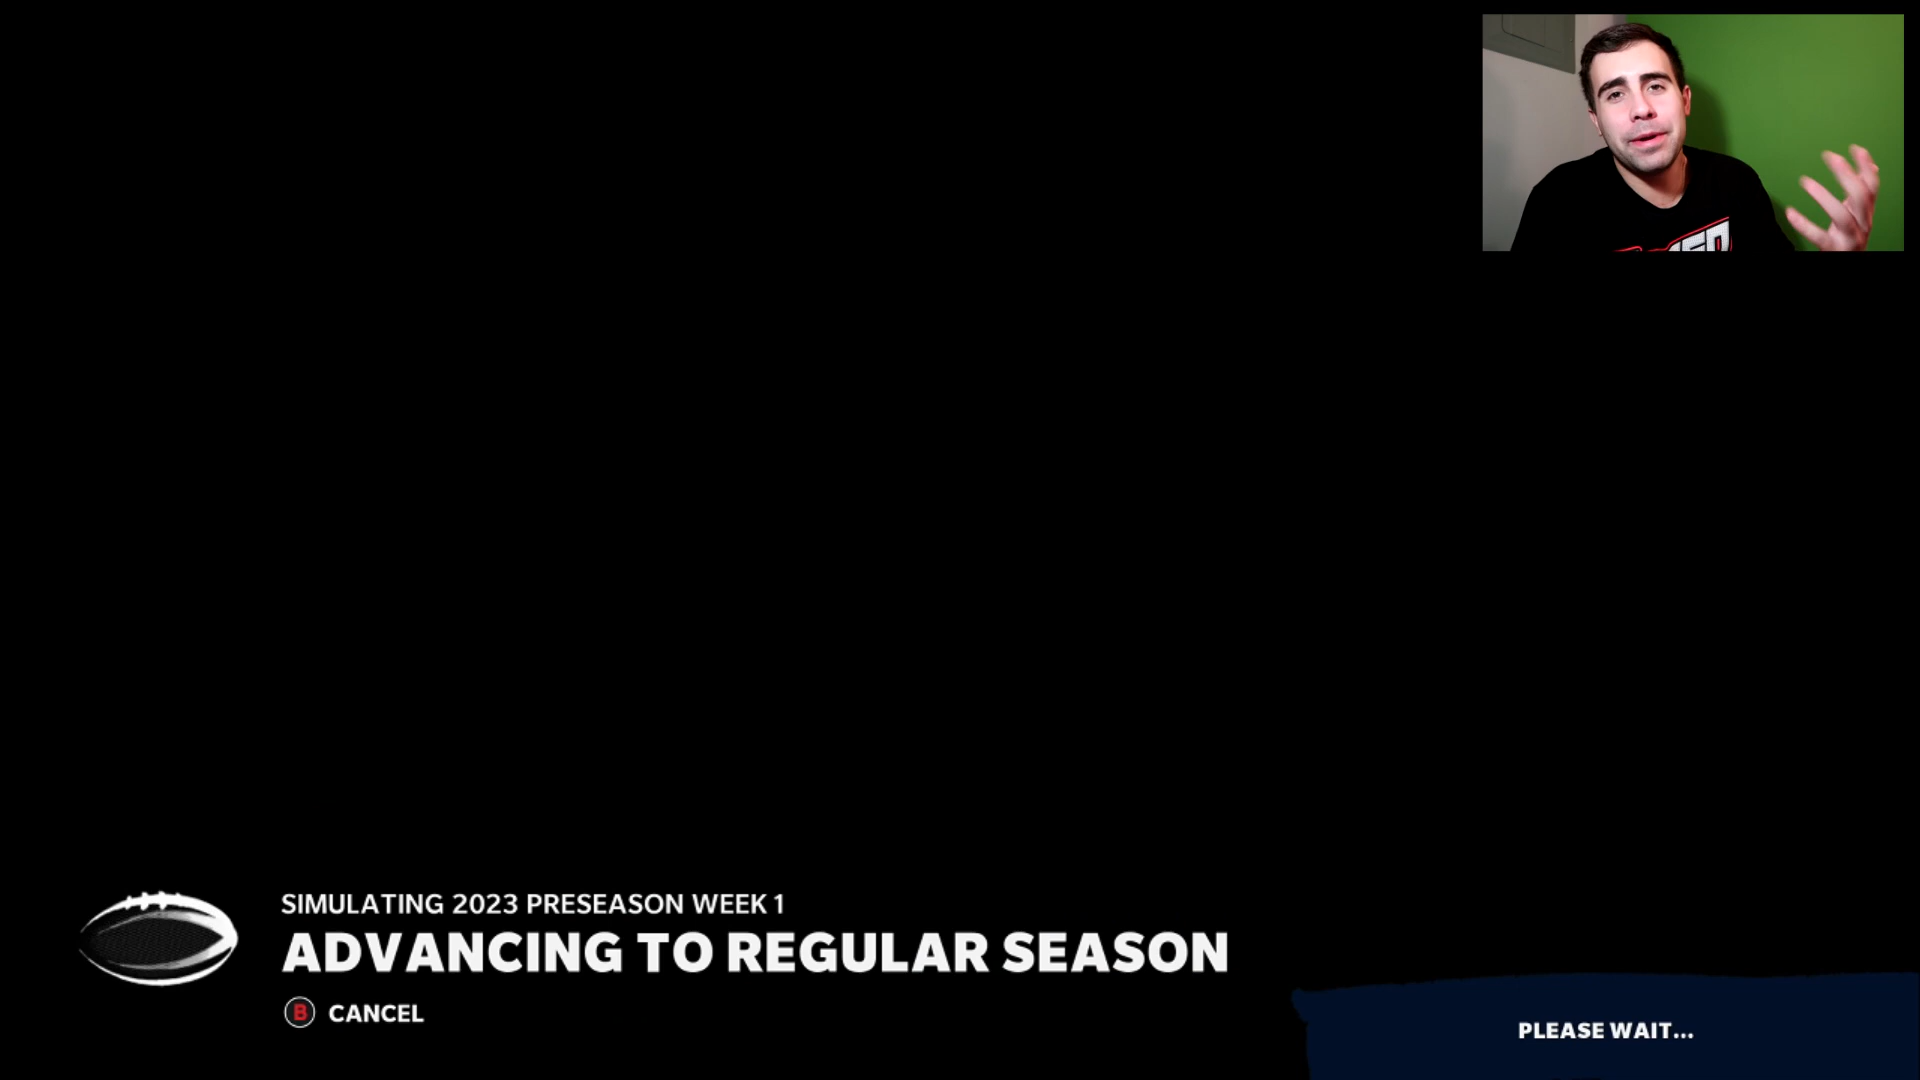 SIMULATING 2023 PRESEASON WEEK 1
ADVANCING TO REGULAR SEASON
B CANCEL
PLEASE WAIT...